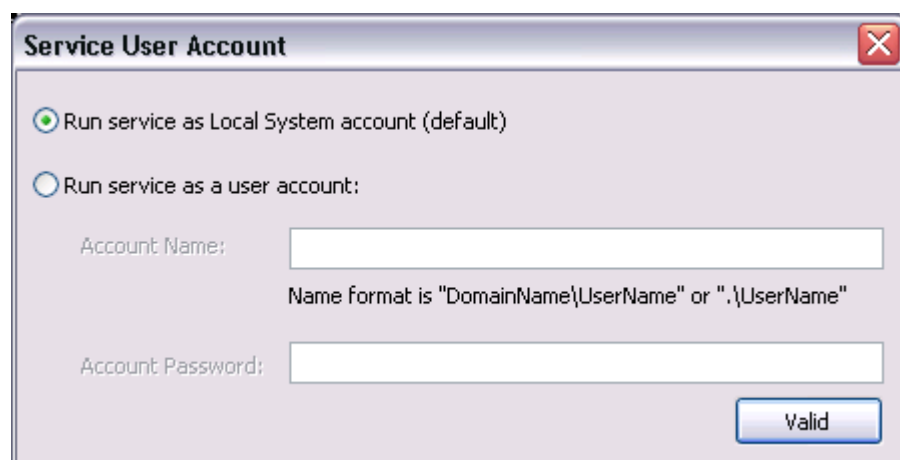 Service User Account
Run service as Local System account (default)
Run service as a user account:
Account Name:
Name format is "DomainName\UserName" or ".\UserName"
Account Password:
Valid